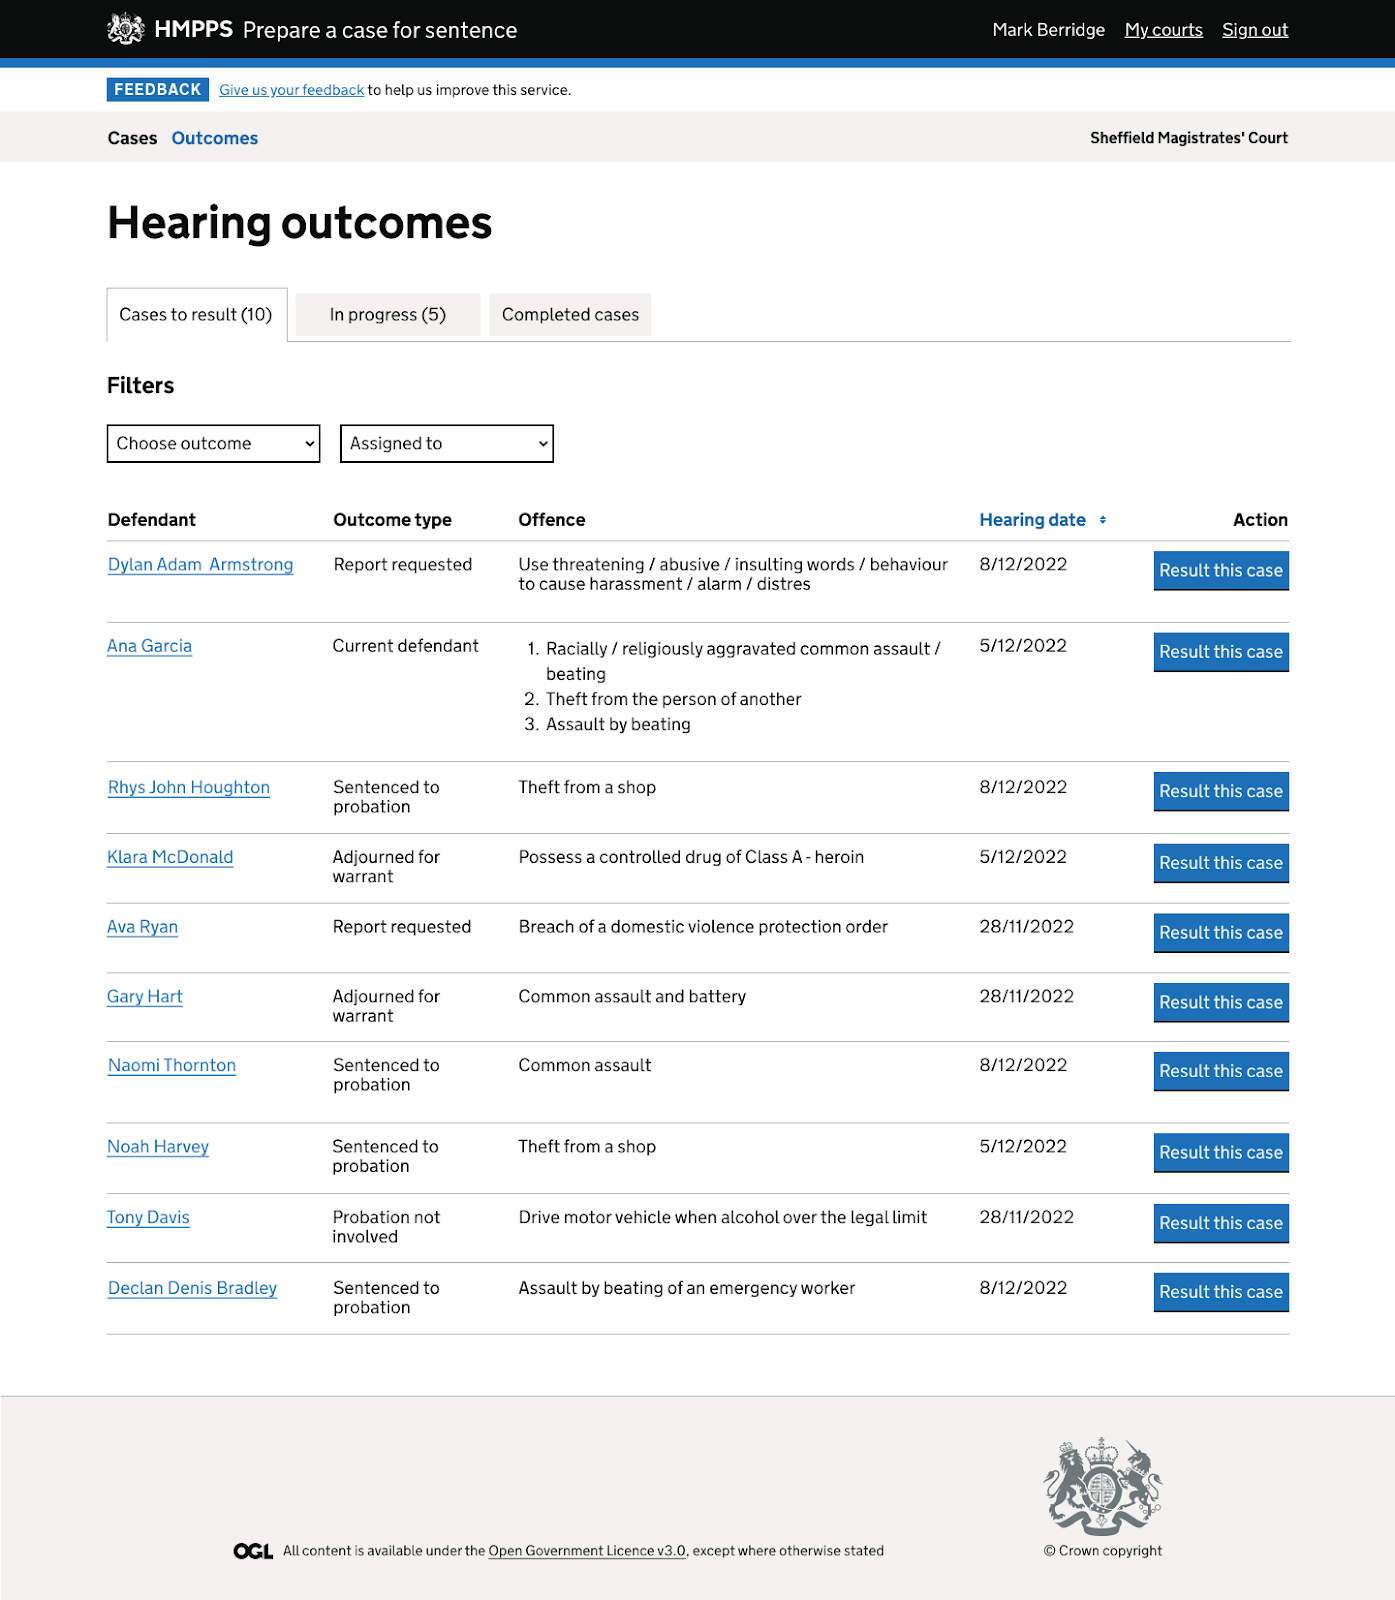 HMPPS Prepare a case for sentence Mark Berridge My courts Sign out
FEEDBACK Give us your feedback to help us improve this service.
Cases Outcomes Sheffield Magistrates' Court
Hearing outcomes
Cases to result (10) In progress (5) Completed cases
Filters
Choose outcome Assigned to
Defendant Outcome type Offence Hearing date Action
Dylan Adam Armstrong Report requested Use threatening / abusive / insulting words / behaviour 8/12/2022 Result this case
to cause harassment / alarm / distres
Ana Garcia Current defendant 1. Racially / religiously aggravated common assault / 5/12/2022 Result this case
beating
2. Theft from the person of another
3. Assault by beating
Rhys John Houghton Sentenced to Theft from a shop 8/12/2022 Result this case
probation
Klara McDonald Adjourned for Possess a controlled drug of Class A - heroin 5/12/2022 Result this case
warrant
Ava Ryan Report requested Breach of a domestic violence protection order 28/11/2022 Result this case
Gary Hart Adjourned for Common assault and battery 28/11/2022 Result this case
warrant
Naomi Thornton Sentenced to Common assault 8/12/2022 Result this case
probation
Noah Harvey Sentenced to Theft from a shop 5/12/2022 Result this case
probation
Tony Davis Probation not Drive motor vehicle when alcohol over the legal limit 28/11/2022 Result this case
involved
Declan Denis Bradley Sentenced to Assault by beating of an emergency worker 8/12/2022 Result this case
probation
OGL All content is available under the Open Government Licence v3.0, except where otherwise stated © Crown copyright